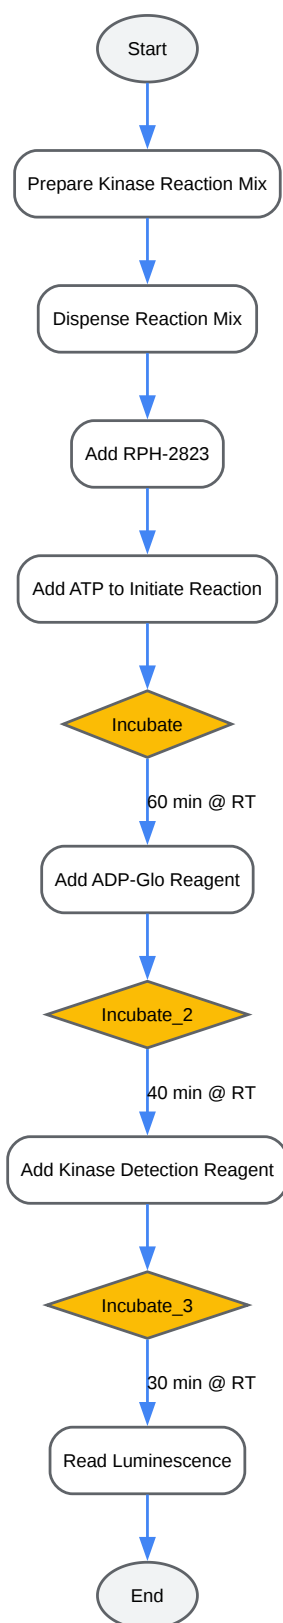 Start
Prepare Kinase Reaction Mix
Dispense Reaction Mix
Add RPH-2823
Add ATP to Initiate Reaction
Incubate
60 min @ RT
Add ADP-Glo Reagent
Incubate_2
40 min @ RT
Add Kinase Detection Reagent
Incubate_3
30 min @ RT
Read Luminescence
End